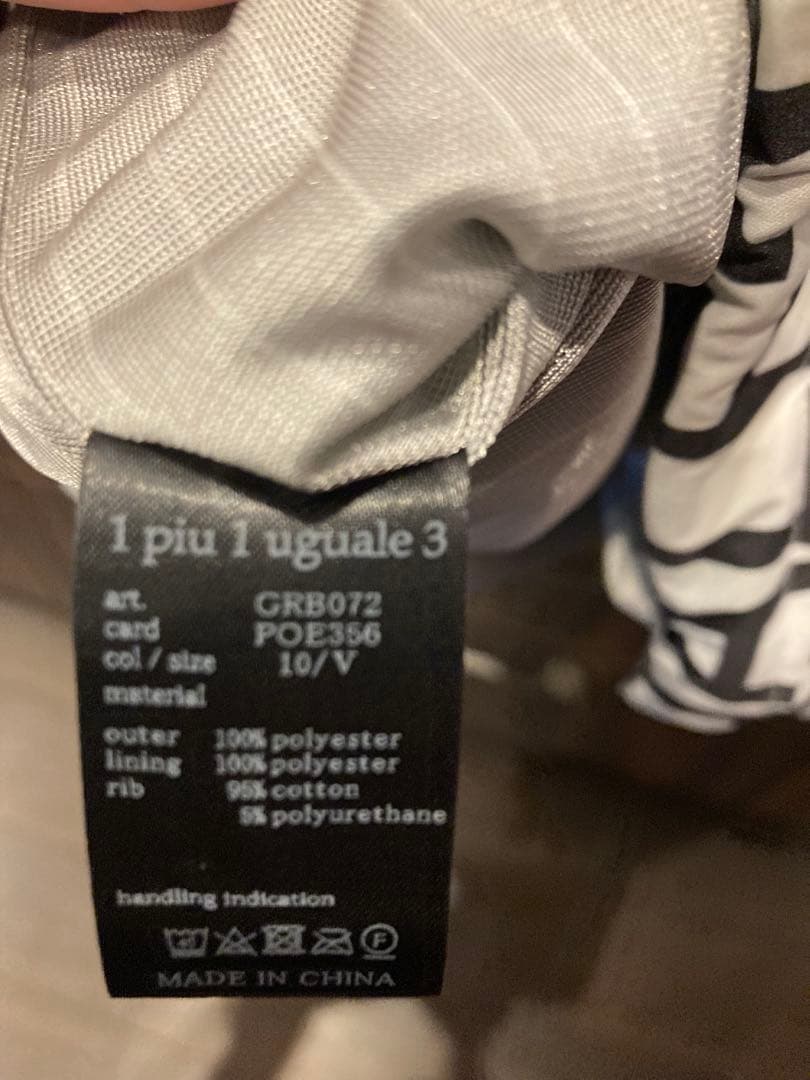 1 piu 1 uguale 3
art. GRB072
card POE356
col / size 10/V
material
outer 100% polyester
lining 100% polyester
rib 95% cotton
5% polyurethane
handling indication
F
MADE IN CHINA